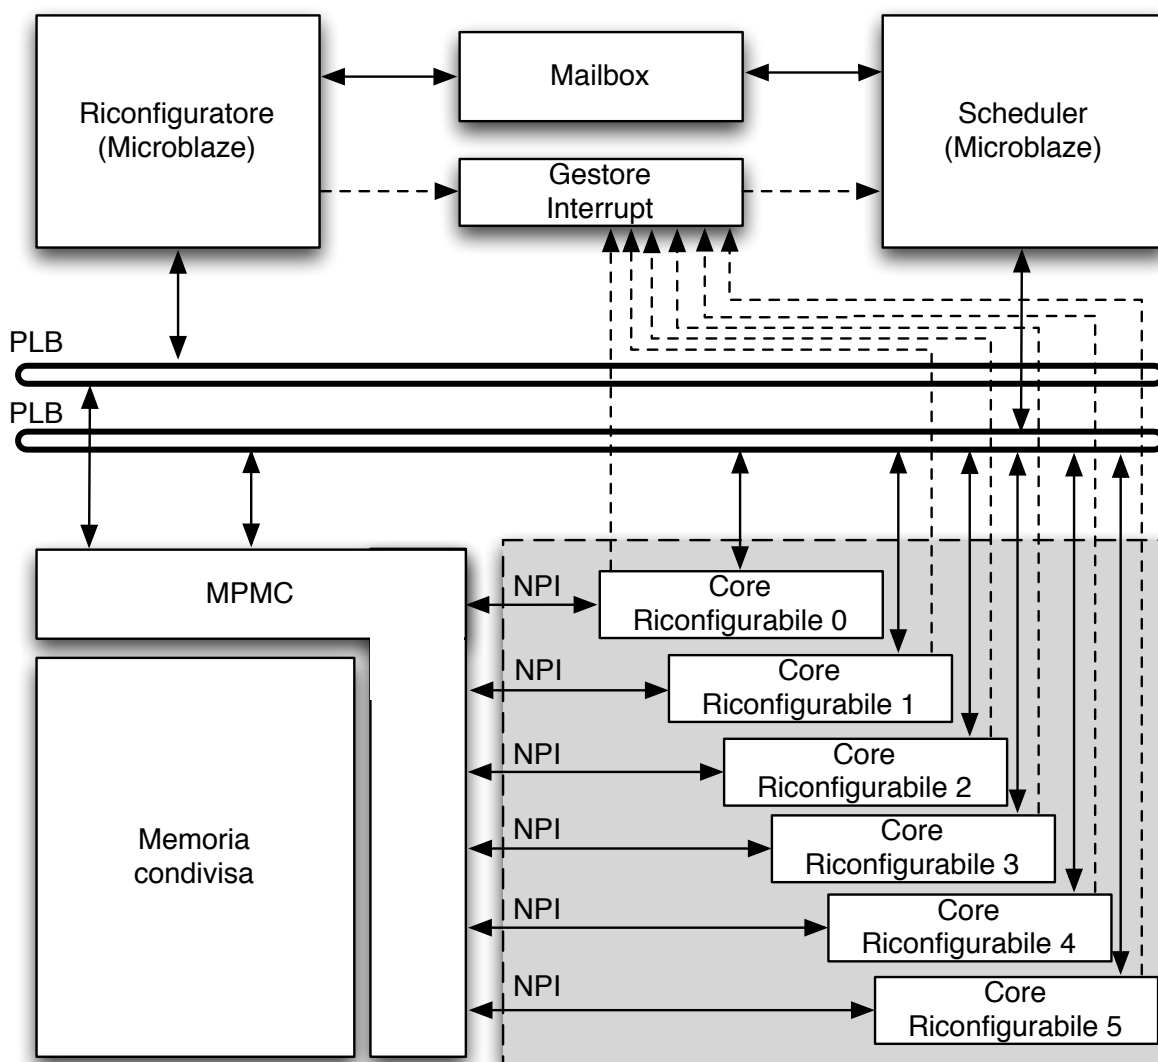 Riconfiguratore
(Microblaze)
Mailbox
Scheduler
(Microblaze)
Gestore
Interrupt
PLB
PLB
MPMC
NPI
Core
Riconfigurabile 0
NPI
Core
Riconfigurabile 1
NPI
Core
Riconfigurabile 2
Memoria
condivisa
NPI
Core
Riconfigurabile 3
NPI
Core
Riconfigurabile 4
NPI
Core
Riconfigurabile 5